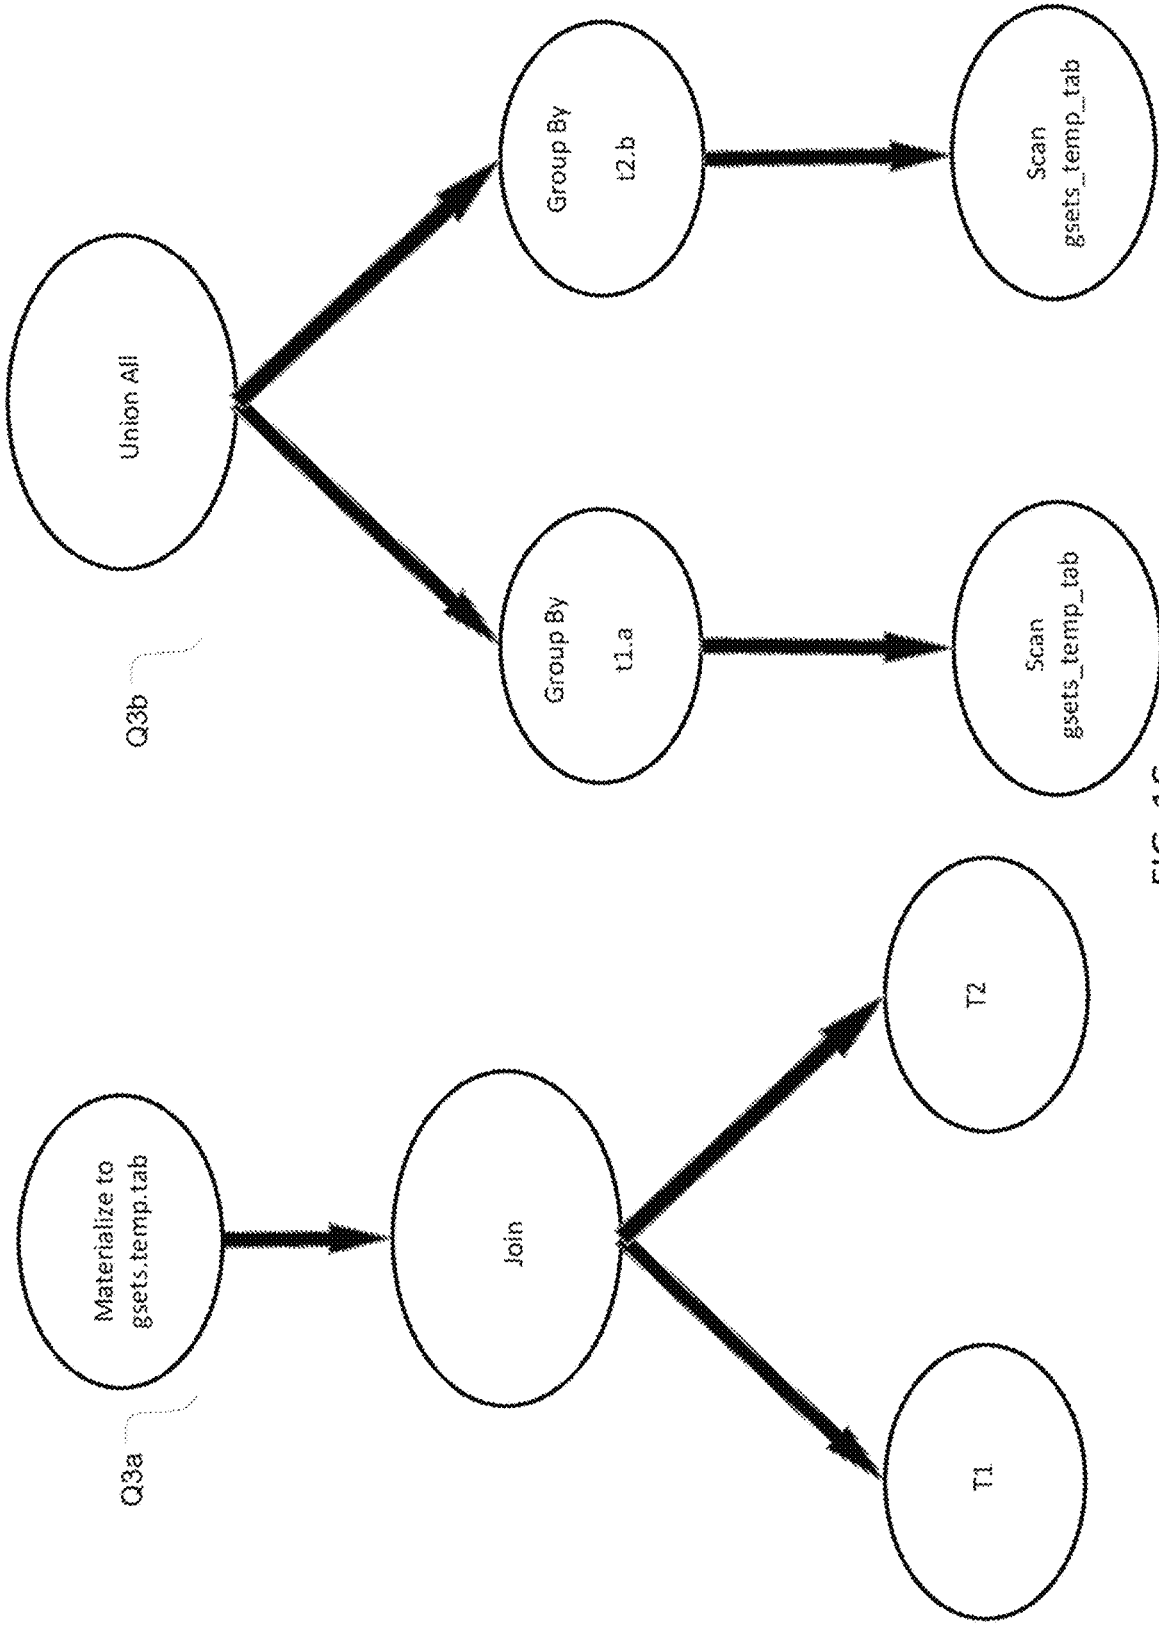 Q3a
Materialize to
gsets.temp.tab
Join
T1
T2
Q3b
Union All
Group By
t1.a
Group By
t2.b
Scan
gsets_temp_tab
Scan
gsets_temp_tab